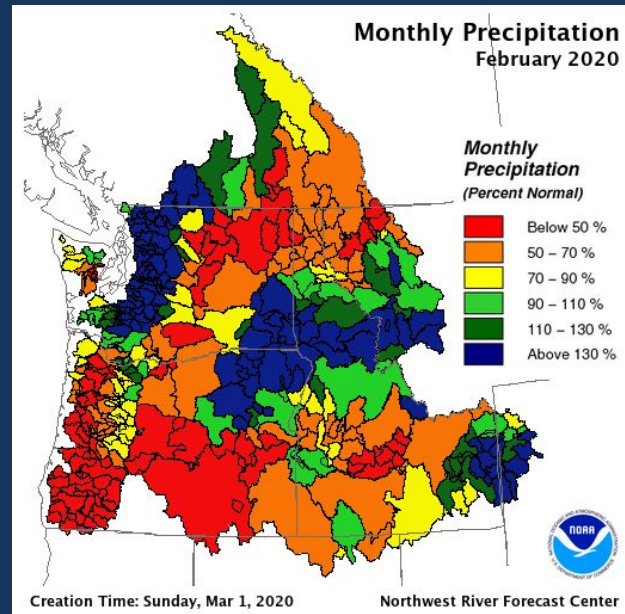 Monthly Precipitation
February 2020
Monthly
Precipitation
(Percent Normal)
Below 50 %
50 – 70 %
70 – 90 %
90 – 110 %
110 – 130 %
Above 130 %
NOAA
Creation Time: Sunday, Mar 1, 2020
Northwest River Forecast Center